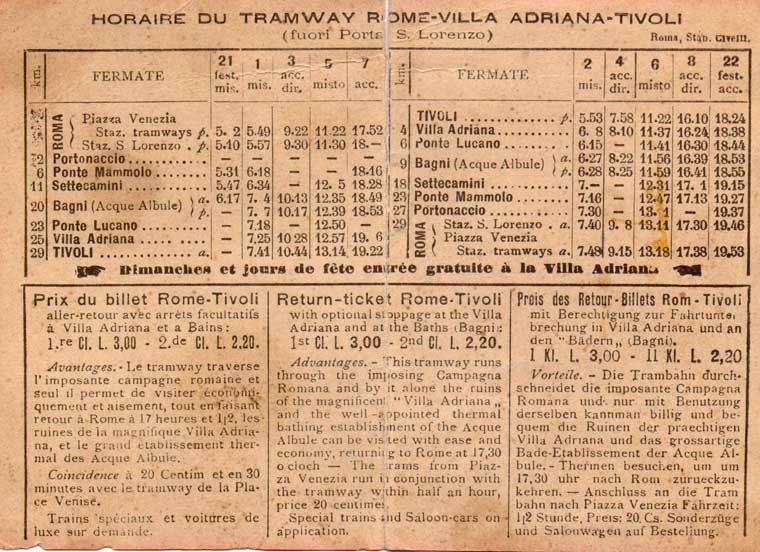 HORAIRE DU TRAMWAY ROME-VILLA ADRIANA-TIVOLI
(fuori Porta S. Lorenzo)
Roma, Stab. Civelli.
km. FERMATE 21 fest. mis. 1 mis. 3 acc. dir. 5 misto 7 acc.
ROMA Piazza Venezia
Staz. tramways p. 5. 2 5.49 9.22 11.22 17.52
Staz. S Lorenzo p. 5.10 5.57 9.30 11.30 18.—
12 Portonaccio
6 Ponte Mammolo 5.31 6.18 18.16
11 Settecamini 5.47 6.34 — 12. 5 18.28
20 Bagni (Acque Albule) a. 6.17 7. 4 10.13 12.35 18.49
p. — 7. 7 10.17 12.39 18.53
23 Ponte Lucano — 7.18 — 12.50 —
25 Villa Adriana — 7,25 10 28 12.57 19. 6
29 TIVOLI a. — 7.41 10.44 13.14 19.22
km. FERMATE 2 mis. 4 acc. dir. 6 misto 8 acc. dir. 22 fest. acc.
TIVOLI p. 5.53 7.58 11.22 16.10 18.24
4 Villa Adriana 6. 8 8.10 11.37 16.24 18.38
6 Ponte Lucano 6.15 — 11.41 16.30 18.44
9 Bagni (Acque Albule) a. 6.27 8.22 11.56 16.39 18.53
p. 6.28 8.25 11.59 16.41 18.55
18 Settecamini 7.— — 12.31 17. 1 19.15
23 Ponte Mammolo 7.16 — 12.47 17.13 19.27
27 Portonaccio 7.30 — 13. 1 — 19.37
29 ROMA Staz. S. Lorenzo a. 7.40 9. 8 13.11 17.30 19.46
Piazza Venezia
Staz. tramways a. 7.48 9.15 13.18 17.38 19.53
Dimanches et jours de fête entrée gratuite à la Villa Adriana
Prix du billet Rome-Tivoli
aller-retour avec arrêts facultatifs
à Villa Adriana et a Bains:
1.re Cl. L. 3,00 - 2.de Cl. L. 2.20.
Avantages. - Le tramway traverse
l'imposante campagne romaine et
seul il permet de visiter économi-
quement et aisement, tout en faisant
retour à Rome à 17 heures et 1|2, les
ruines de la magnifique Villa Adria-
na, et le grand établissement ther-
mal des Acque Albule.
Coïncidence à 20 Centim et en 30
minutes avec le tramway de la Pla
ce Venise.
Trains spéciaux et voitures de
luxe sur demande.
Return-ticket Rome-Tivoli
with optional stoppage at the Villa
Adriana and at the Baths (Bagni:
1st Cl. L. 3,00 - 2nd Cl. L. 2,20.
Advantages. - This tramway runs
through the imposing Campagna
Romana and by it alone the ruins
of the magnificent "Villa Adriana„
and the well-appointed thermal
bathing establishment of the Acque
Albule can be visited with ease and
economy, returning to Rome at 17,30
o cloch — The trams from Piaz-
za Venezia run in conjunction with
the tramway within half an hour,
price 20 centimes
Special trains and Saloon-cars on
application.
Preis des Retour-Billets Rom-Tivoli
mit Berechtigung zur Fahrtunte
brechung in Villa Adriana und an
den "Bädern„ (Bagni).
1 Kl. L. 3,00 - II Kl. L. 2,20
Vorteile. - Die Trambahn durch-
schneidet die imposante Campagna
Romana und nur mit Benutzung
derselben kannman billig und be-
quem die Ruinen der praechtigen
Villa Adriana und das grossartige
Bade-Etablissement der Acque Al-
bule. - Thermen besuchen, um um
17,30 uhr nach Rom zurueckzu-
kehren. — Anschluss an die Tram
bahn nach Piazza Venezia Fahrzeit:
1|2 Stunde, Preis: 20. Cs. Sonderzüge
und Salonwagen auf Bestellung.